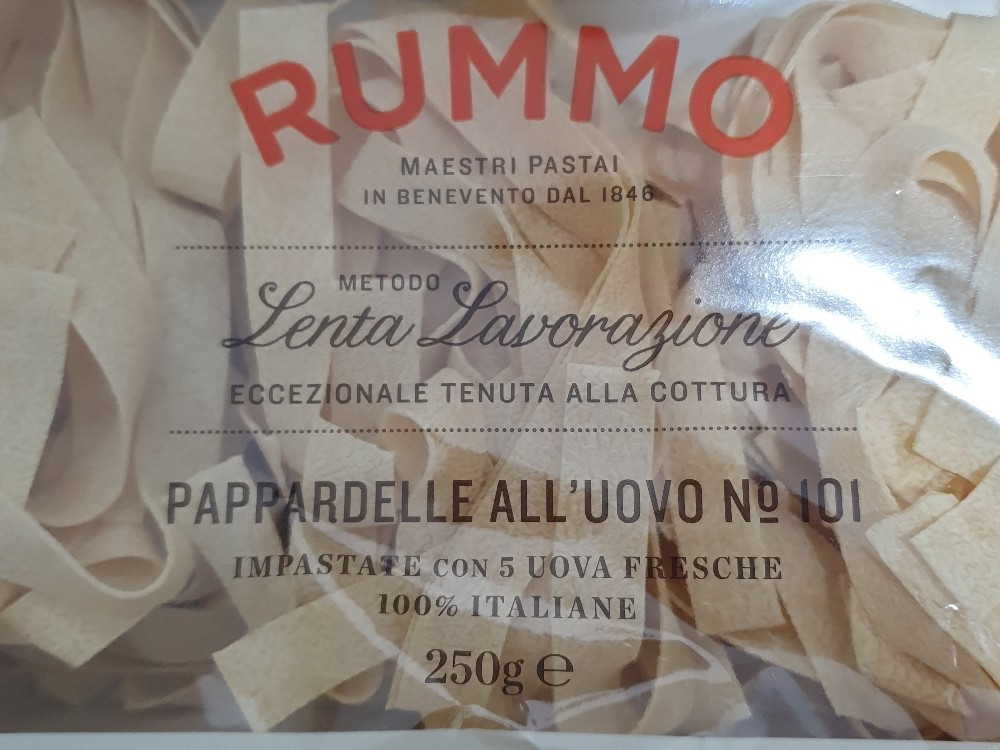 RUMMO
MAESTRI PASTAI
IN BENEVENTO DAL 1846
METODO
Lenta Lavorazione
ECCEZIONALE TENUTA ALLA COTTURA
PAPPARDELLE ALL'UOVO Nº 101
IMPASTATE CON 5 UOVA FRESCHE
100% ITALIANE
250g ℮